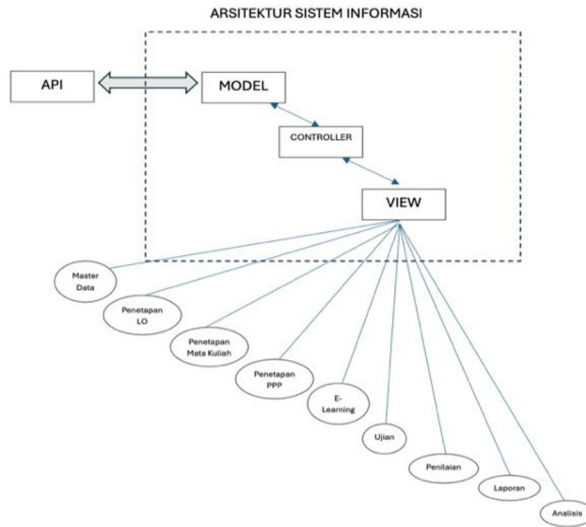 ARSITEKTUR SISTEM INFORMASI
API
MODEL
CONTROLLER
VIEW
Master
Data
Penetapan
LO
Penetapan
Mata Kuliah
Penetapan
PPP
E-
Learning
Ujian
Penilaian
Laporan
Analisis